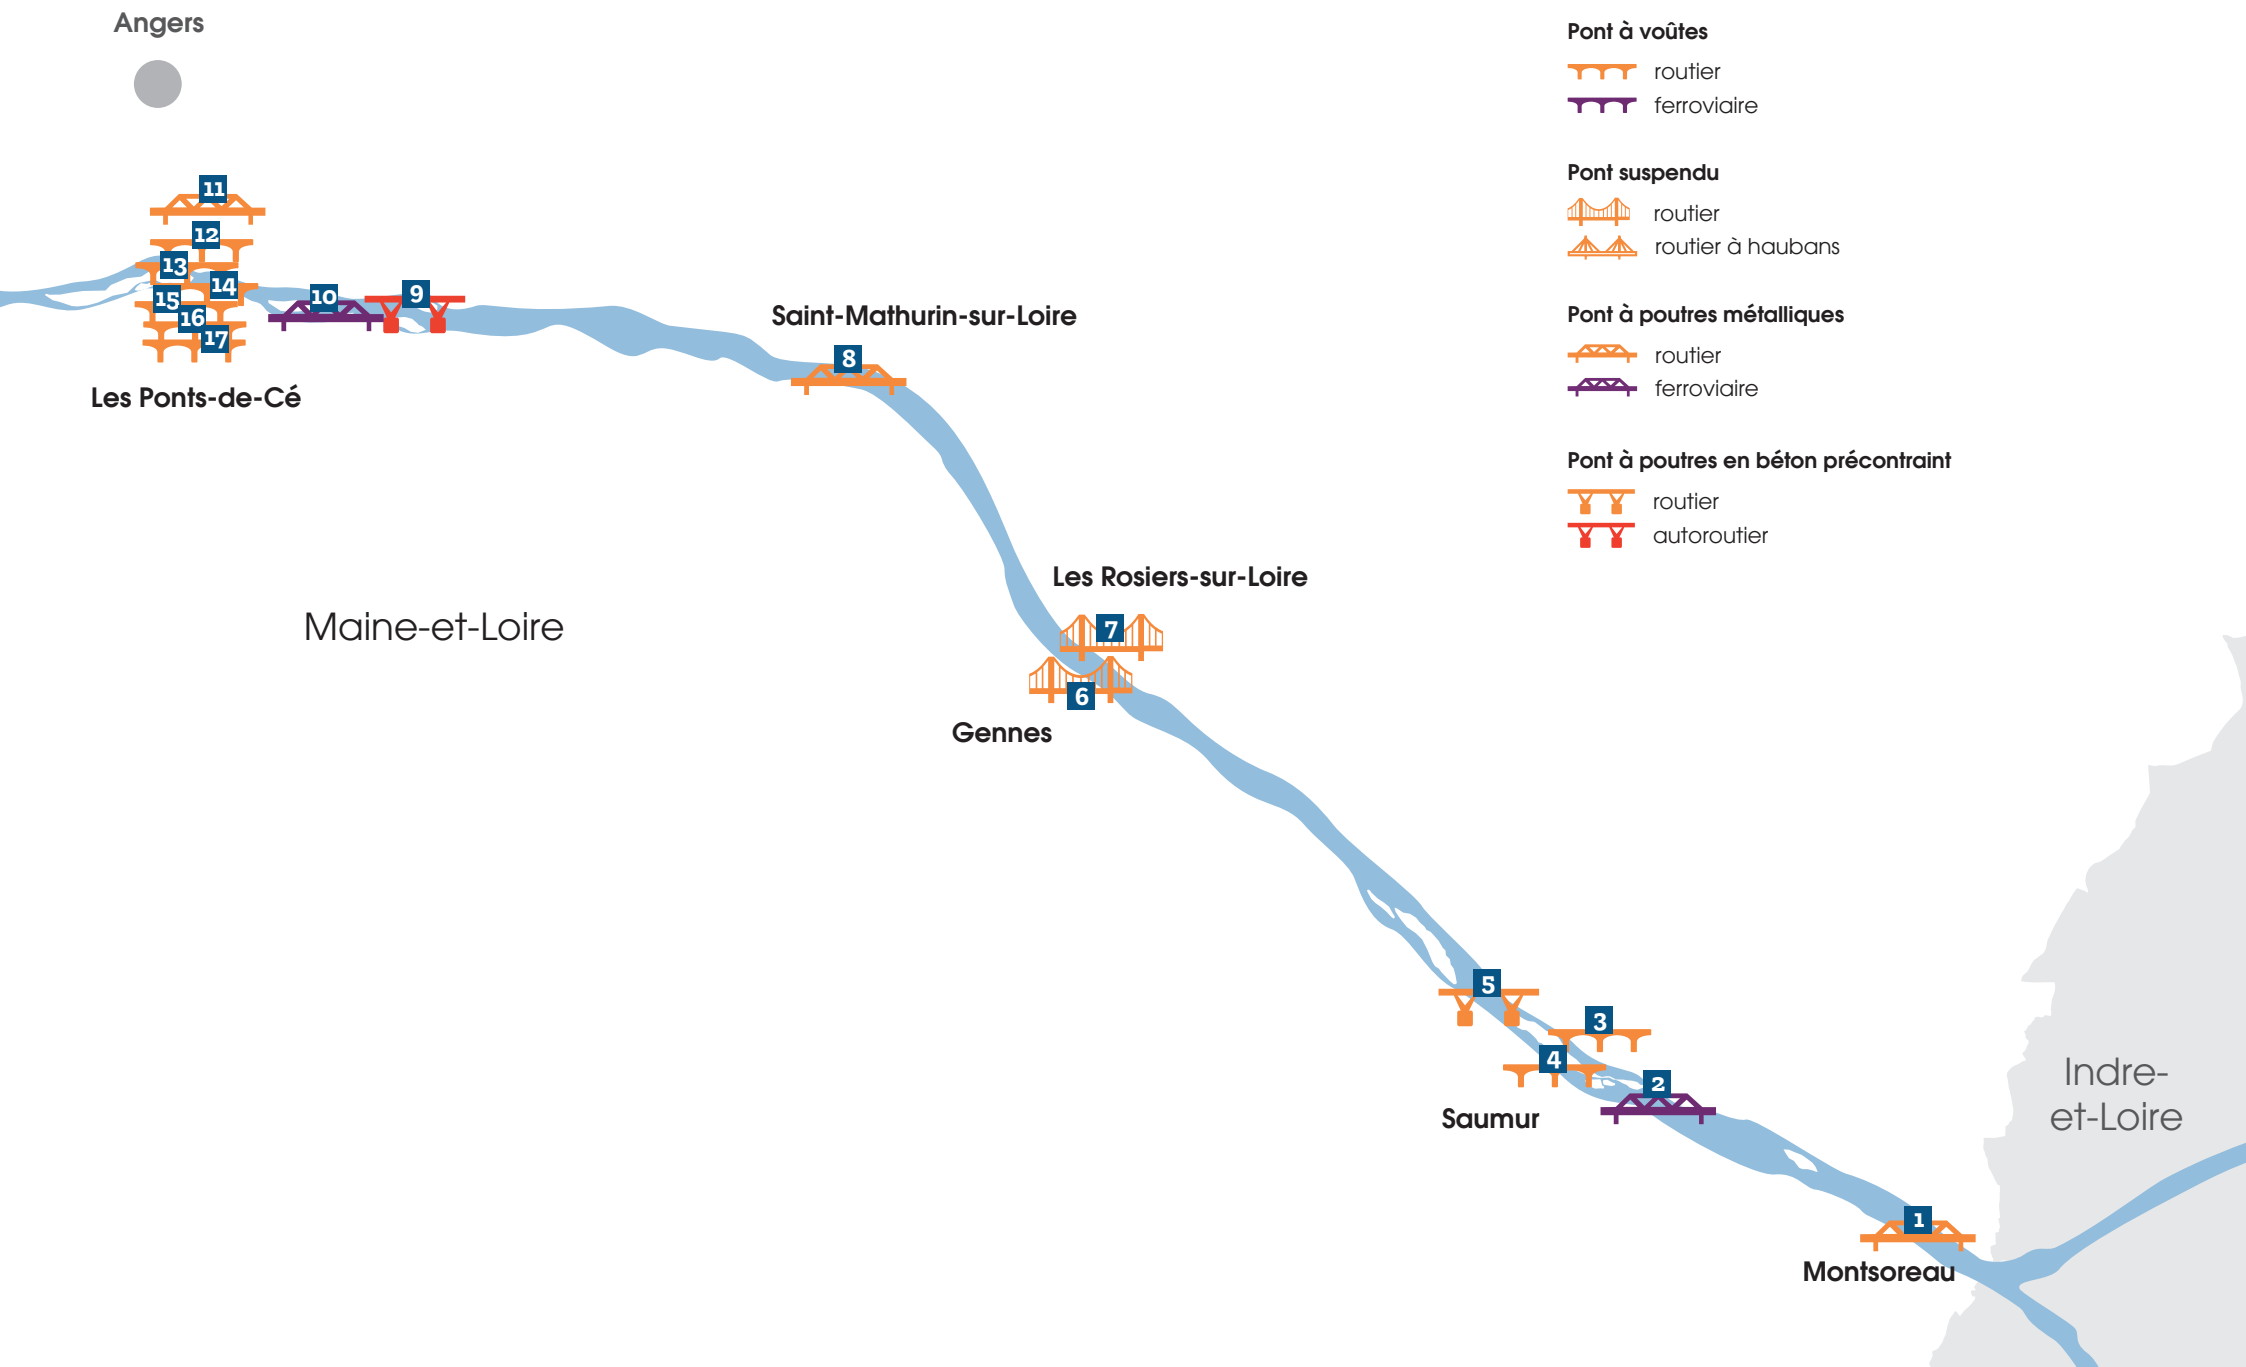 Angers
11
12
13
14
15
16
17
10
9
Les Ponts-de-Cé
Saint-Mathurin-sur-Loire
8
Maine-et-Loire
Les Rosiers-sur-Loire
7
6
Gennes
5
3
4
2
Saumur
1
Montsoreau
Indre-
et-Loire
Pont à voûtes
routier
ferroviaire
Pont suspendu
routier
routier à haubans
Pont à poutres métalliques
routier
ferroviaire
Pont à poutres en béton précontraint
routier
autoroutier